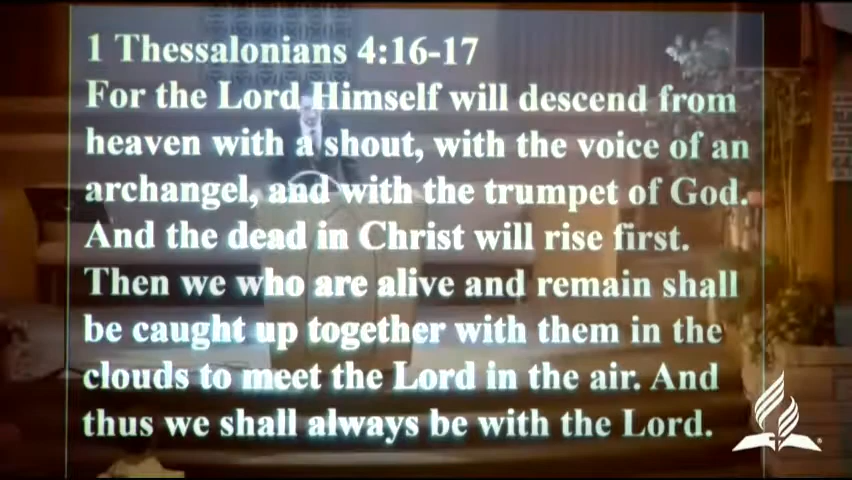 1 Thessalonians 4:16-17
For the Lord Himself will descend from
heaven with a shout, with the voice of an
archangel, and with the trumpet of God.
And the dead in Christ will rise first.
Then we who are alive and remain shall
be caught up together with them in the
clouds to meet the Lord in the air. And
thus we shall always be with the Lord.